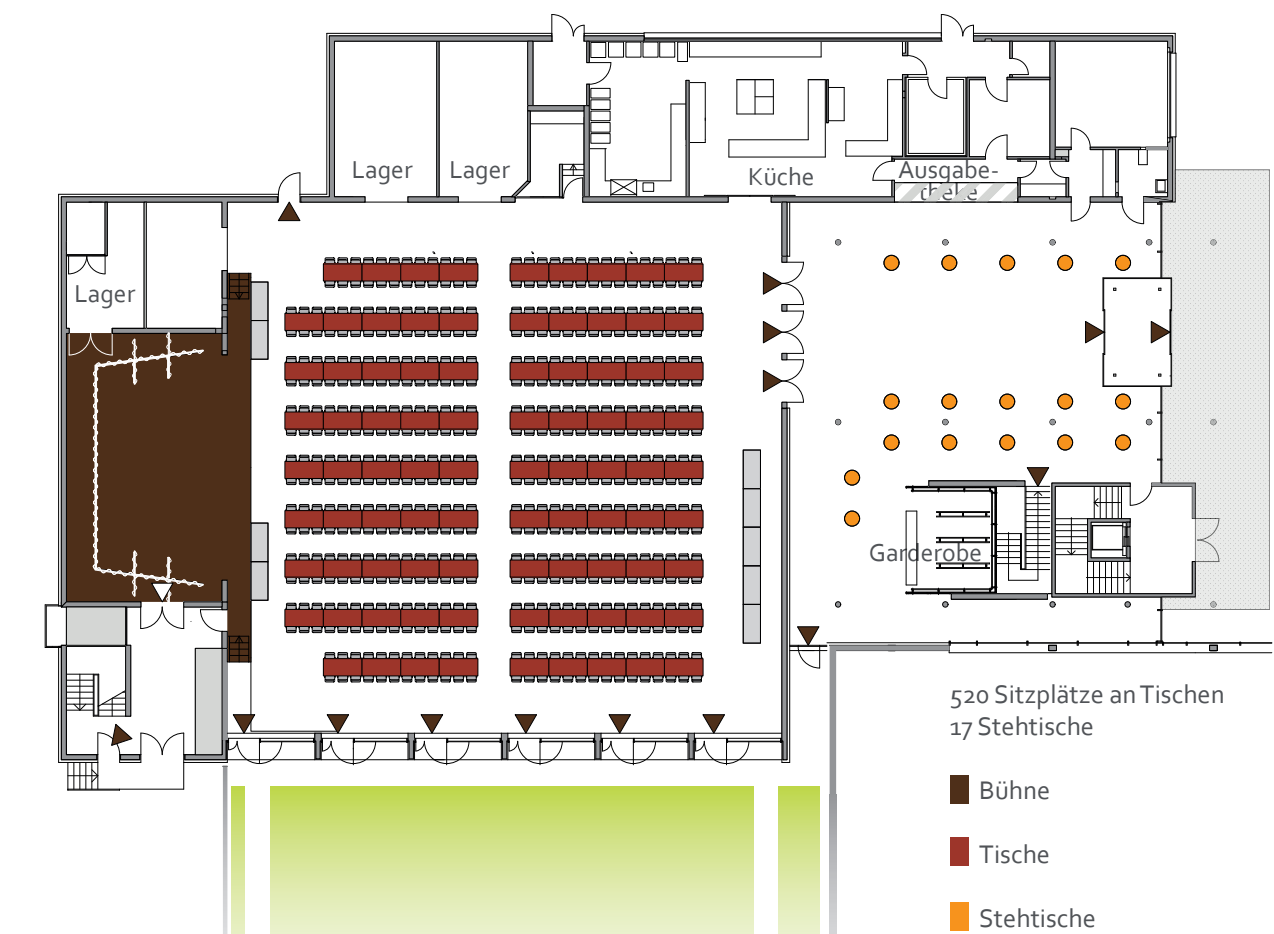 Lager
Lager
Küche
Ausgabe-
theke
Lager
Garderobe
520 Sitzplätze an Tischen
17 Stehtische
Bühne
Tische
Stehtische